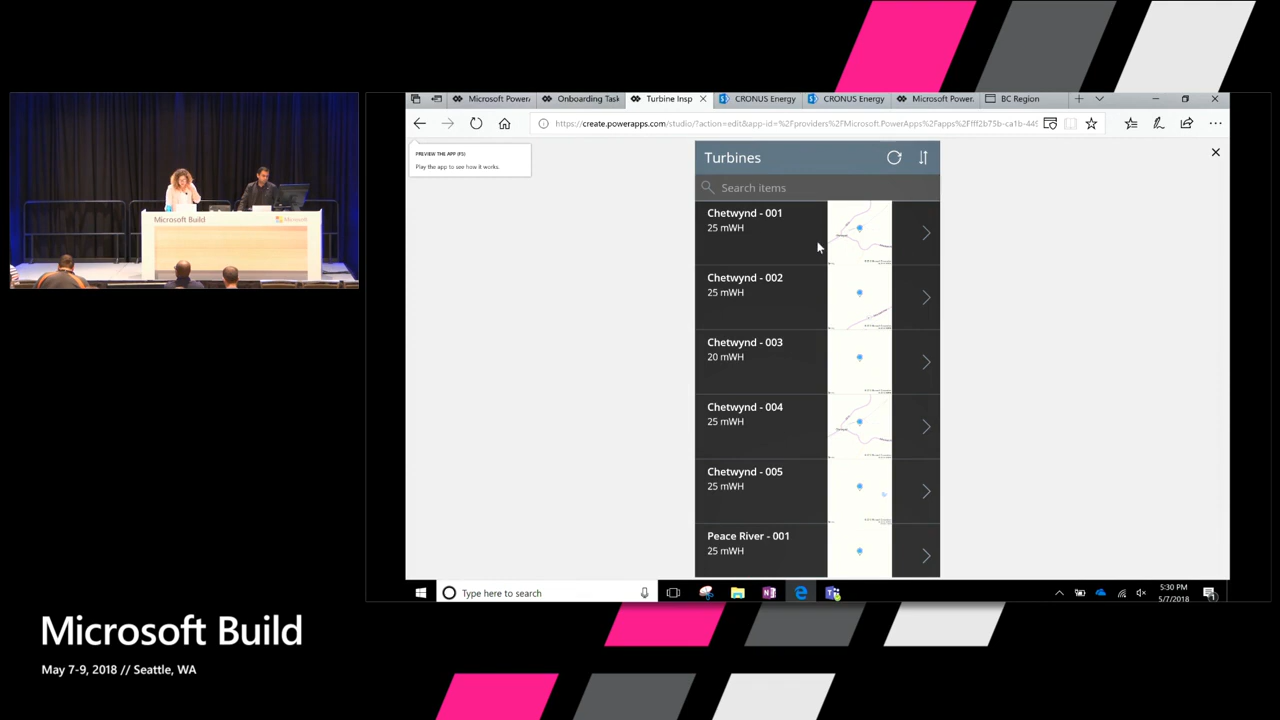 Microsoft Power
Onboarding Task
Turbine Insp
CRONUS Energy
CRONUS Energy
Microsoft Power.
BC Region
https://create.powerapps.com/studio/?action=edit&app-id=%2Fproviders%2FMicrosoft.PowerApps%2Fapps%2Fff2b75b-ca1b-445
PREVIEW THE APP (F5)
Play the app to see how it works.
Turbines
Search items
Chetwynd - 001
25 mWH
Chetwynd - 002
25 mWH
Chetwynd - 003
20 mWH
Chetwynd - 004
25 mWH
Chetwynd - 005
25 mWH
Peace River - 001
25 mWH
Type here to search
5:30 PM
5/7/2018
Microsoft Build
Microsoft
Microsoft Build
May 7-9, 2018 // Seattle, WA